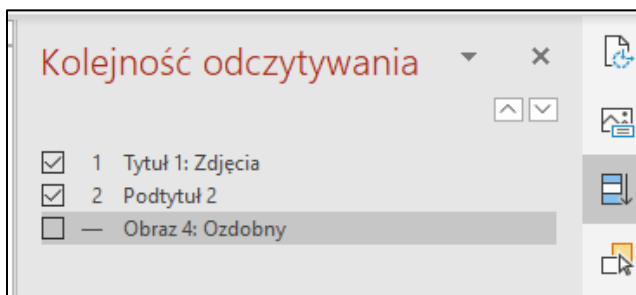 Kolejność odczytywania
1 Tytuł 1: Zdjęcia
2 Podtytuł 2
— Obraz 4: Ozdobny